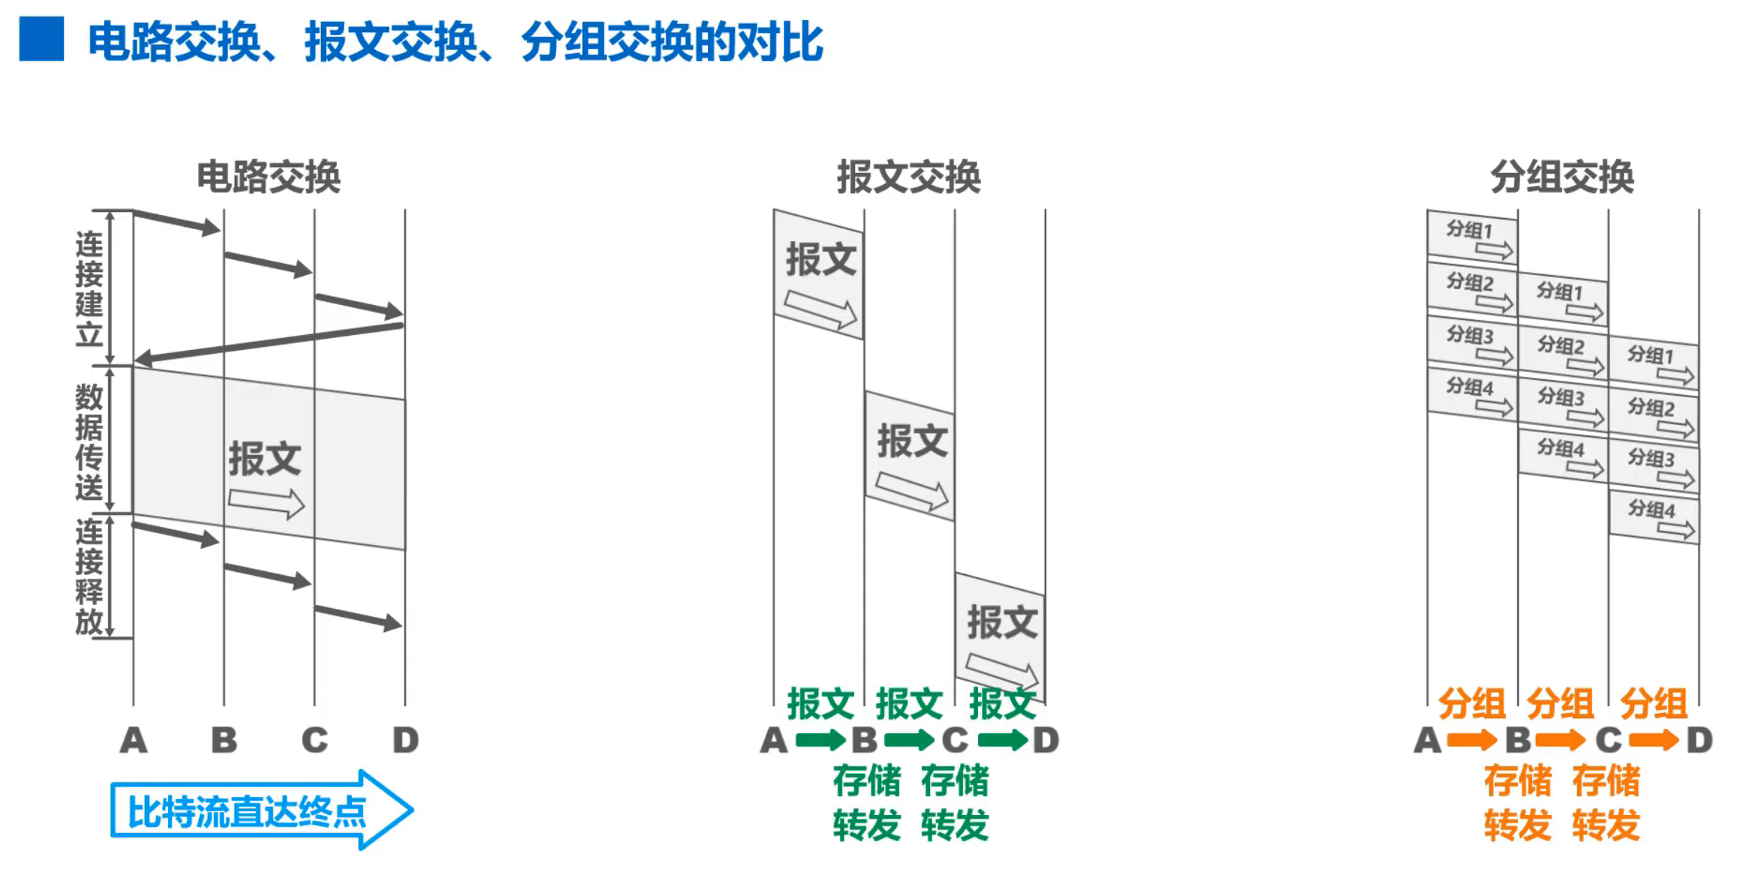 电路交换、报文交换、分组交换的对比
电路交换
连接建立
数据传送
报文
连接释放
A B C D
比特流直达终点
报文交换
报文
报文
报文
报文 报文 报文
A B C D
存储 存储
转发 转发
分组交换
分组1
分组2 分组1
分组3 分组2 分组1
分组4 分组3 分组2
分组4 分组3
分组4
分组 分组 分组
A B C D
存储 存储
转发 转发